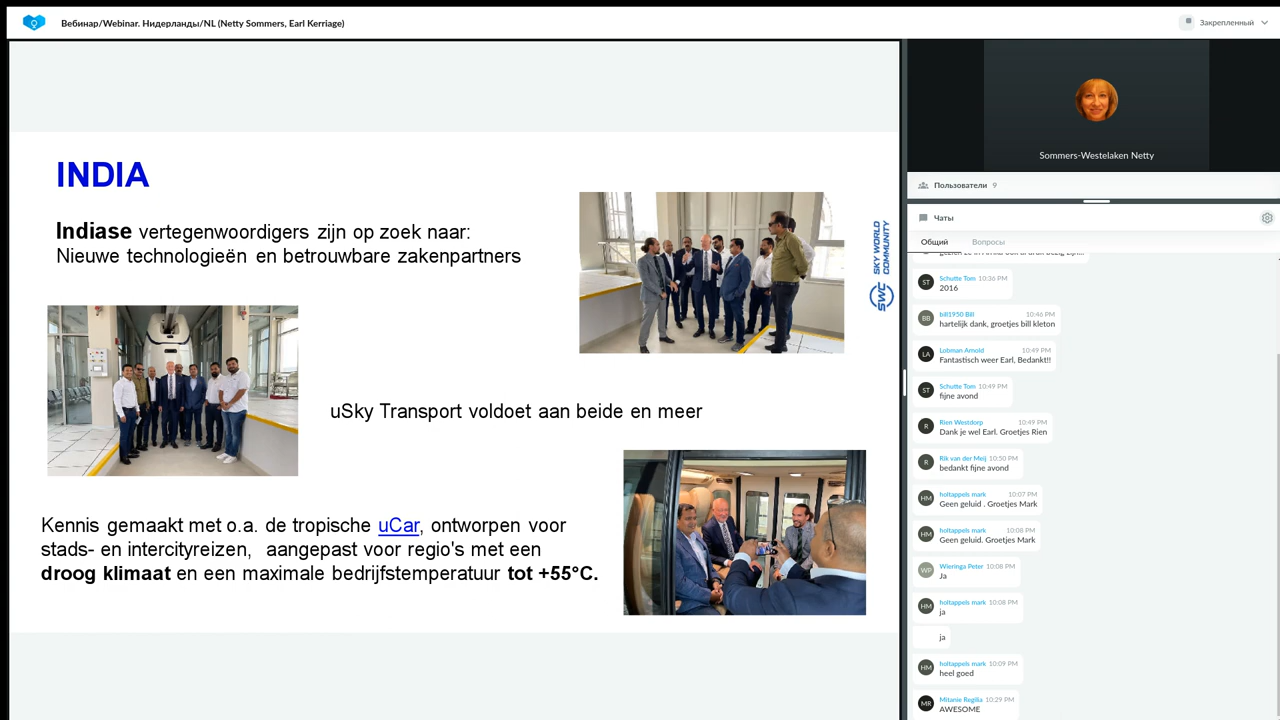 Вебинар/Webinar. Нидерланды/NL (Netty Sommers, Earl Kerriage)
Закрепленный
INDIA
Indiase vertegenwoordigers zijn op zoek naar:
Nieuwe technologieën en betrouwbare zakenpartners
SKY WORLD
COMMUNITY
SWC
uSky Transport voldoet aan beide en meer
Kennis gemaakt met o.a. de tropische uCar, ontworpen voor
stads- en intercityreizen, aangepast voor regio's met een
droog klimaat en een maximale bedrijfstemperatuur tot +55°C.
Sommers-Westelaken Netty
Пользователи 9
Чаты
Общий Вопросы
ST Schutte Tom 10:36 PM
2016
BB bill1950 Bill 10:46 PM
hartelijk dank, groetjes bill kleton
LA Lobman Arnold 10:49 PM
Fantastisch weer Earl, Bedankt!!
ST Schutte Tom 10:49 PM
fijne avond
R Rien Westdorp 10:49 PM
Dank je wel Earl. Groetjes Rien
R Rik van der Meij 10:50 PM
bedankt fijne avond
HM holtappels mark 10:07 PM
Geen geluid . Groetjes Mark
HM holtappels mark 10:08 PM
Geen geluid. Groetjes Mark
WP Wieringa Peter 10:08 PM
Ja
HM holtappels mark 10:08 PM
ja
ja
HM holtappels mark 10:09 PM
heel goed
MR Mitanie Regilia 10:29 PM
AWESOME